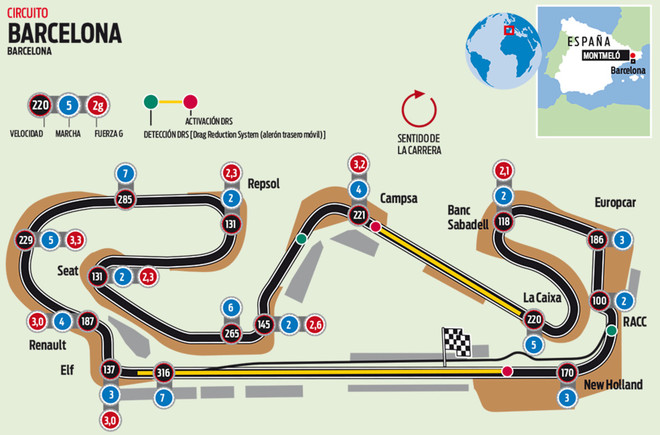 CIRCUITO
BARCELONA
BARCELONA
ESPAÑA
MONTMELÓ
Barcelona
220 5 2g
VELOCIDAD MARCHA FUERZA G
ACTIVACIÓN DRS
DETECCIÓN DRS [Drag Reduction System (alerón trasero móvil)]
SENTIDO DE
LA CARRERA
7
285
2,3
2
131
Repsol
3,2
4
221
Campsa
2,1
2
118
Banc
Sabadell
Europcar
186 3
229 5 3,3
Seat
131 2 2,3
100 2
RACC
La Caixa
220
5
3,0 4 187
Renault
6
265
145 2 2,6
Elf
137
3
3,0
316
7
170
3
New Holland